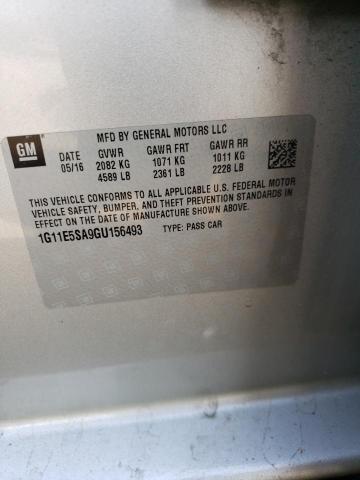 GM
MFD BY GENERAL MOTORS LLC
DATE GVWR GAWR FRT GAWR RR
05/16 2082 KG 1071 KG 1011 KG
4589 LB 2361 LB 2228 LB
THIS VEHICLE CONFORMS TO ALL APPLICABLE U.S. FEDERAL MOTOR
VEHICLE SAFETY, BUMPER, AND THEFT PREVENTION STANDARDS IN
EFFECT ON THE DATE OF MANUFACTURE SHOWN ABOVE.
1G11E5SA9GU156493 TYPE: PASS CAR